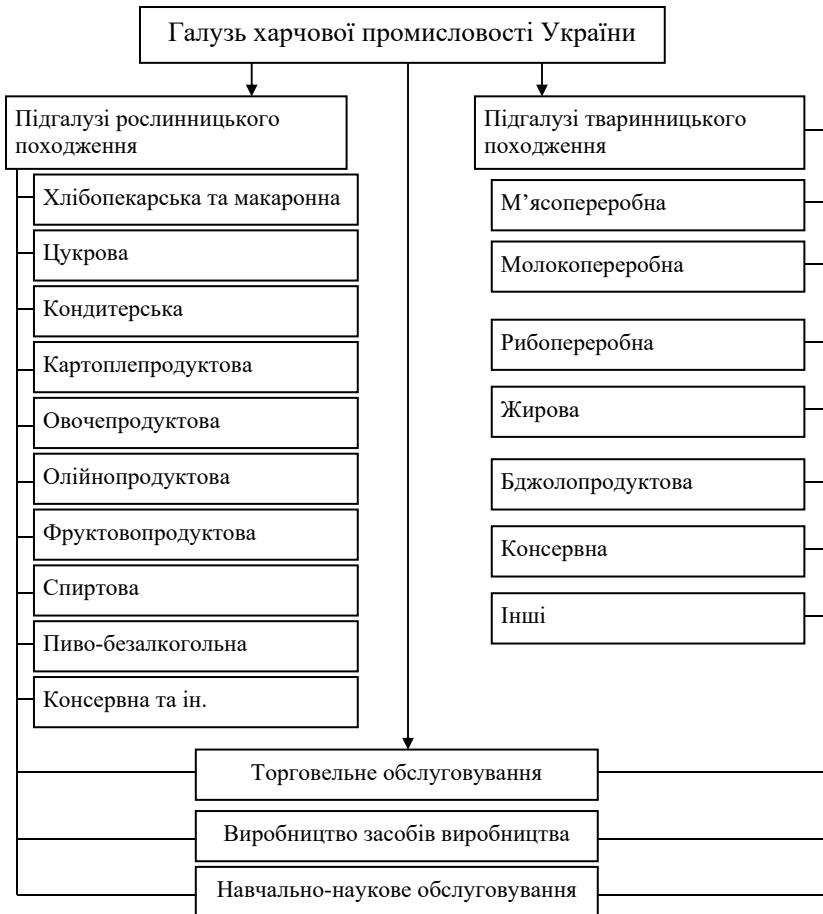 Галузь харчової промисловості України
Підгалузі рослинницького
походження
Хлібопекарська та макаронна
Цукрова
Кондитерська
Картоплепродуктова
Овочепродуктова
Олійнопродуктова
Фруктовопродуктова
Спиртова
Пиво-безалкогольна
Консервна та ін.
Підгалузі тваринницького
походження
М’ясопереробна
Молокопереробна
Рибопереробна
Жирова
Бджолопродуктова
Консервна
Інші
Торговельне обслуговування
Виробництво засобів виробництва
Навчально-наукове обслуговування